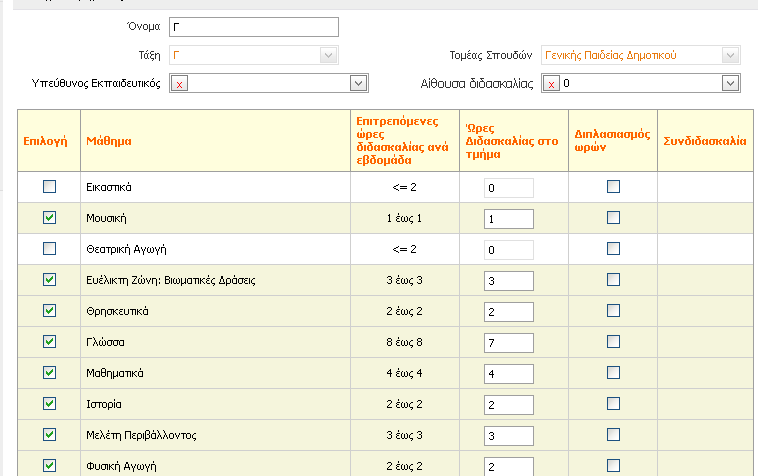 Όνομα Γ
Τάξη Γ Τομέας Σπουδών Γενικής Παιδείας Δημοτικού
Υπεύθυνος Εκπαιδευτικός x Αίθουσα διδασκαλίας x 0
Επιλογή Μάθημα Επιτρεπόμενες ώρες διδασκαλίας ανά εβδομάδα Ώρες Διδασκαλίας στο τμήμα Διπλασιασμός ωρών Συνδιδασκαλία
Εικαστικά <= 2 0
Μουσική 1 έως 1 1
Θεατρική Αγωγή <= 2 0
Ευέλικτη Ζώνη: Βιωματικές Δράσεις 3 έως 3 3
Θρησκευτικά 2 έως 2 2
Γλώσσα 8 έως 8 7
Μαθηματικά 4 έως 4 4
Ιστορία 2 έως 2 2
Μελέτη Περιβάλλοντος 3 έως 3 3
Φυσική Αγωγή 2 έως 2 2